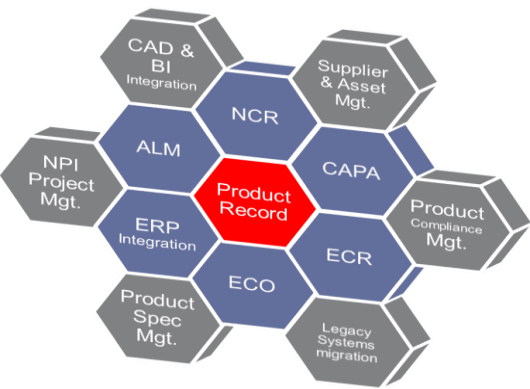 CAD &
BI
Integration
Supplier
& Asset
Mgt.
NCR
ALM
CAPA
NPI
Project
Mgt.
Product
Record
Product
Compliance
Mgt.
ERP
Integration
ECR
ECO
Product
Spec
Mgt.
Legacy
Systems
migration